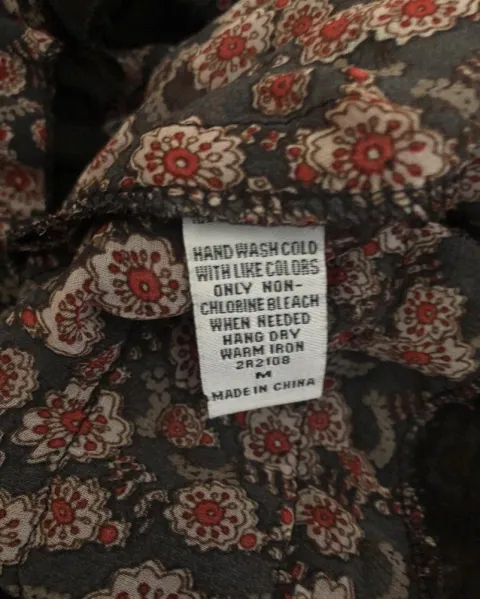 HAND WASH COLD
WITH LIKE COLORS
ONLY NON-
CHLORINE BLEACH
WHEN NEEDED
HANG DRY
WARM IRON
2R2108
M
MADE IN CHINA